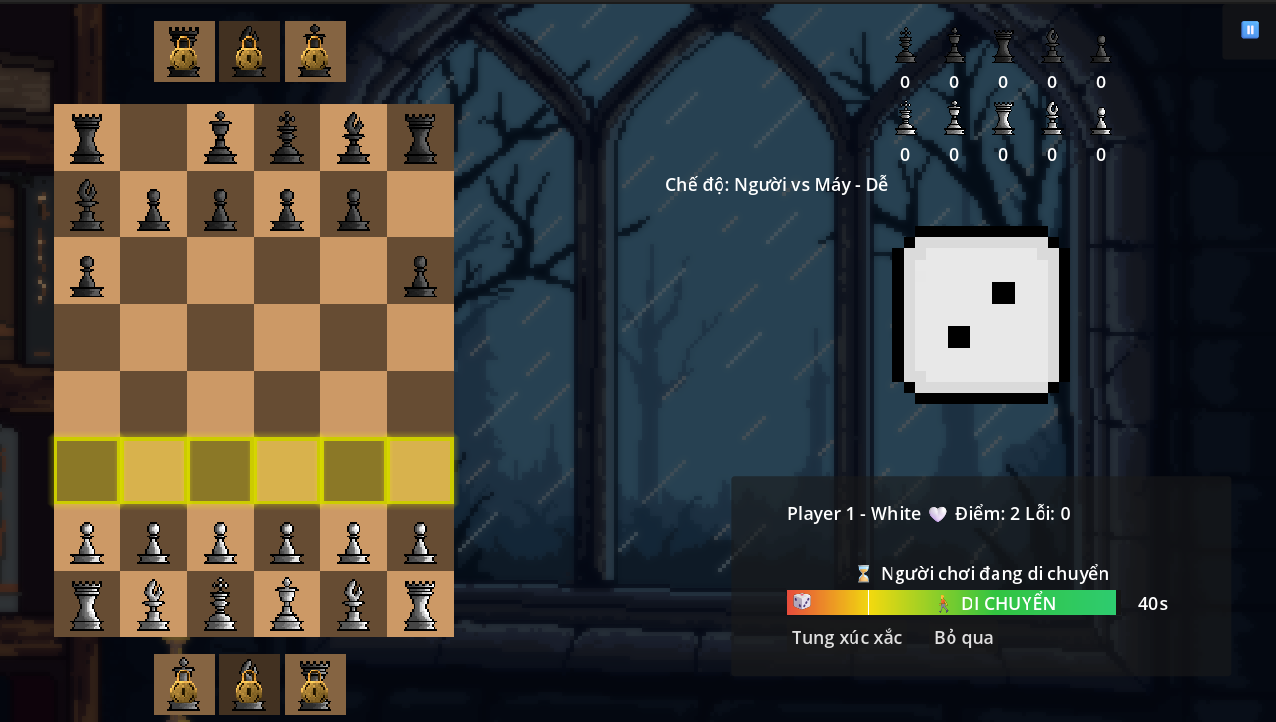 0 0 0 0 0
0 0 0 0 0
Chế độ: Người vs Máy - Dễ
Player 1 - White 🤍 Điểm: 2 Lỗi: 0
⏳ Người chơi đang di chuyển
🎲 🚶 DI CHUYỂN 40s
Tung xúc xắc Bỏ qua